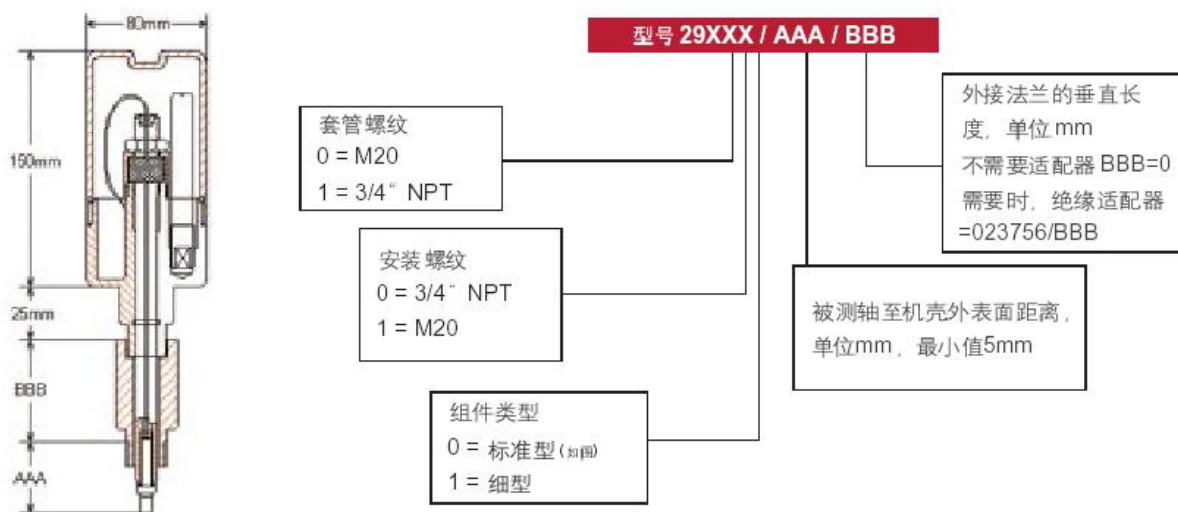 80mm
150mm
25mm
BBB
AAA
型号 29XXX / AAA / BBB
套管螺纹
0 = M20
1 = 3/4" NPT
安装螺纹
0 = 3/4" NPT
1 = M20
组件类型
0 = 标准型(如图)
1 = 细型
外接法兰的垂直长
度, 单位 mm
不需要适配器 BBB=0
需要时, 绝缘适配器
=023756/BBB
被测轴至机壳外表面距离,
单位mm, 最小值5mm